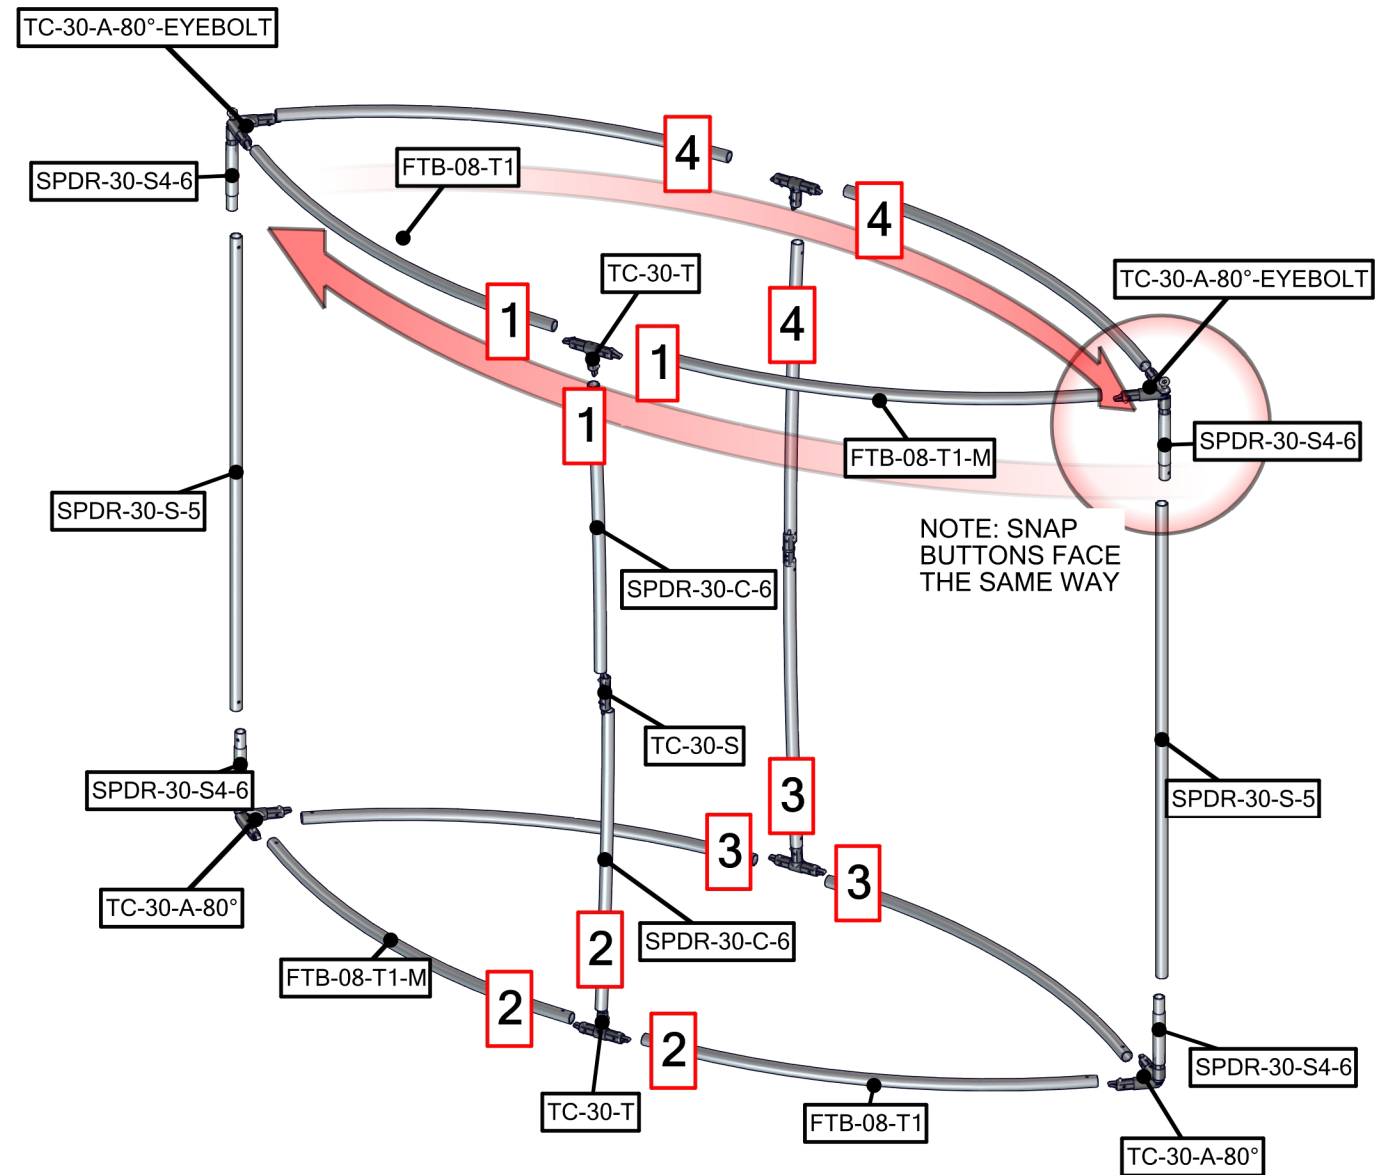 TC-30-A-80°-EYEBOLT
4
FTB-08-T1
SPDR-30-S4-6
4
TC-30-T
TC-30-A-80°-EYEBOLT
1
4
1
1
FTB-08-T1-M
SPDR-30-S4-6
SPDR-30-S-5
NOTE: SNAP
BUTTONS FACE
THE SAME WAY
SPDR-30-C-6
TC-30-S
SPDR-30-S4-6
3
SPDR-30-S-5
3
3
TC-30-A-80°
2
SPDR-30-C-6
FTB-08-T1-M
2
2
SPDR-30-S4-6
TC-30-T
FTB-08-T1
TC-30-A-80°